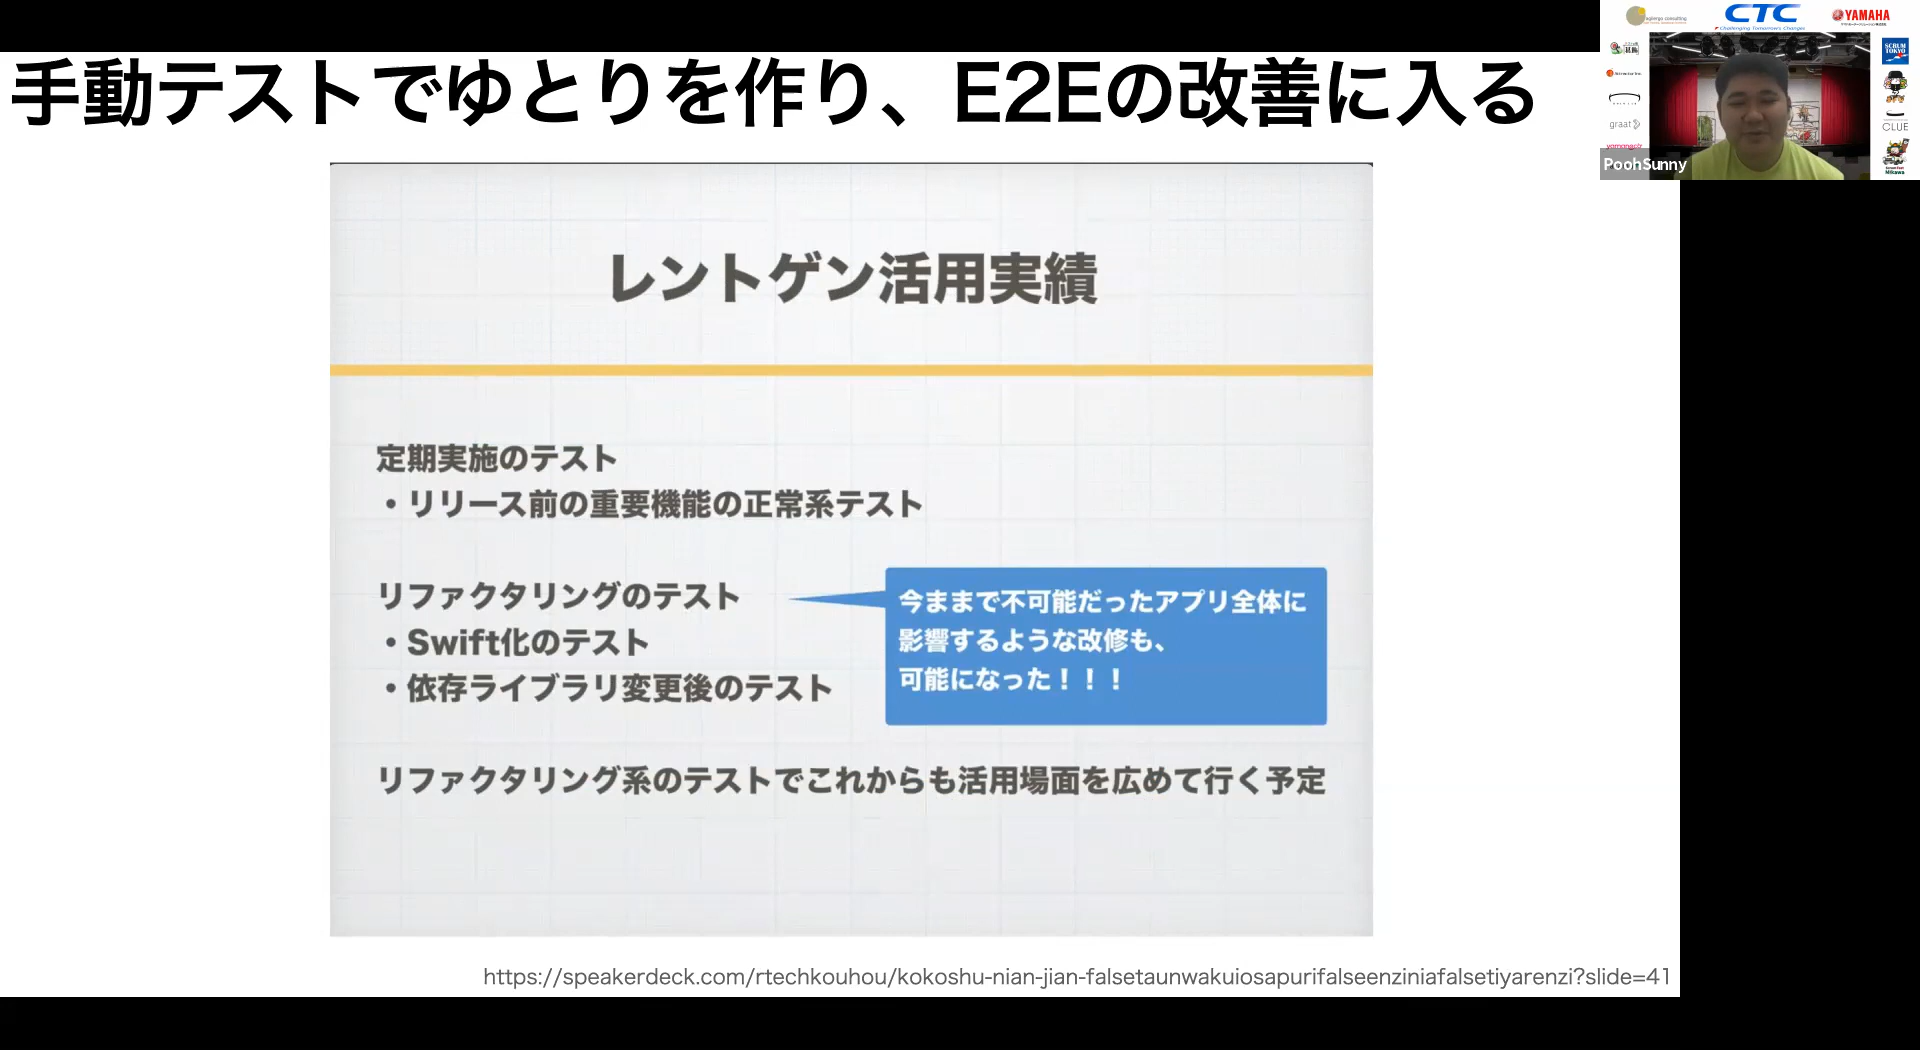 手動テストでゆとりを作り、E2Eの改善に入る
レントゲン活用実績
定期実施のテスト
・リリース前の重要機能の正常系テスト
リファクタリングのテスト
・Swift化のテスト
・依存ライブラリ変更後のテスト
今ままで不可能だったアプリ全体に
影響するような改修も、
可能になった！！！
リファクタリング系のテストでこれからも活用場面を広めて行く予定
https://speakerdeck.com/rtechkouhou/kokoshu-nian-jian-falsetaunwakuiosapurifalseenziniafalsetiyarenzi?slide=41
CTC
Challenging Tomorrow's Changes
YAMAHA
SCRUM
TOKYO
graat
CLUE
Mikawa
PoohSunny